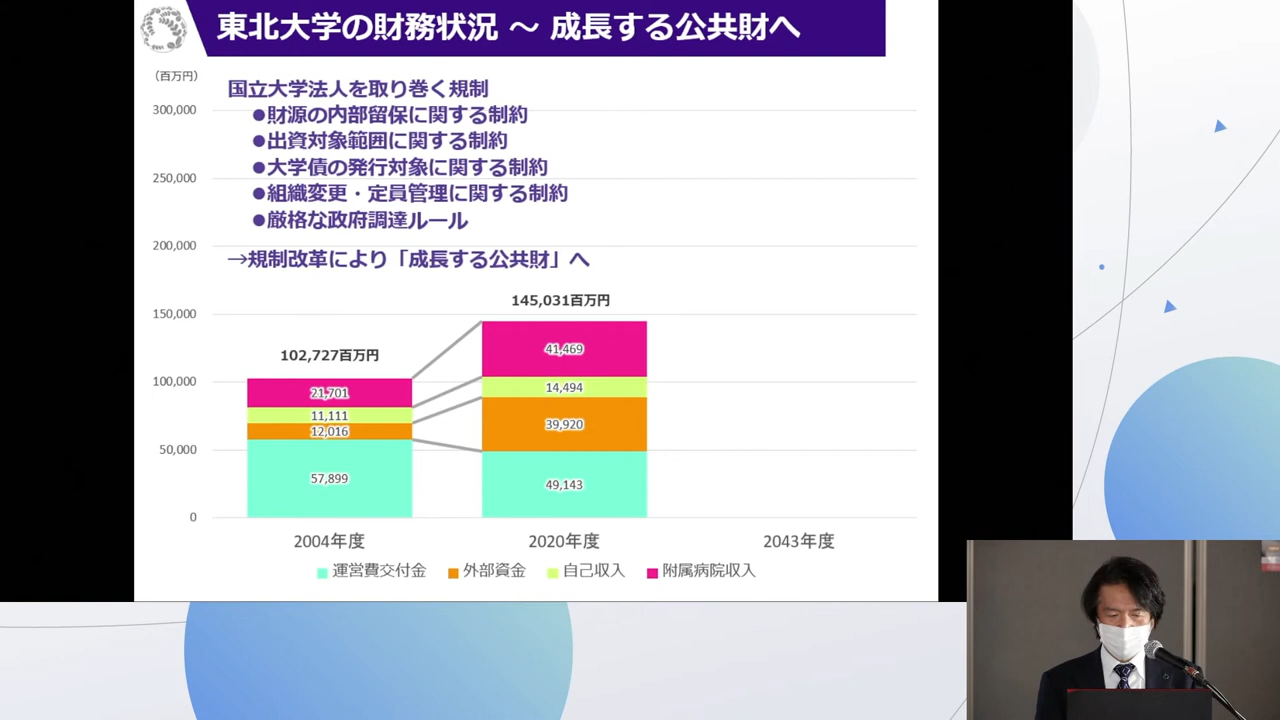 東北大学の財務状況 ～ 成長する公共財へ
（百万円）
国立大学法人を取り巻く規制
●財源の内部留保に関する制約
●出資対象範囲に関する制約
●大学債の発行対象に関する制約
●組織変更・定員管理に関する制約
●厳格な政府調達ルール
→規制改革により「成長する公共財」へ
300,000
250,000
200,000
150,000
100,000
50,000
0
102,727百万円
21,701
11,111
12,016
57,899
145,031百万円
41,469
14,494
39,920
49,143
2004年度
2020年度
2043年度
運営費交付金
外部資金
自己収入
附属病院収入